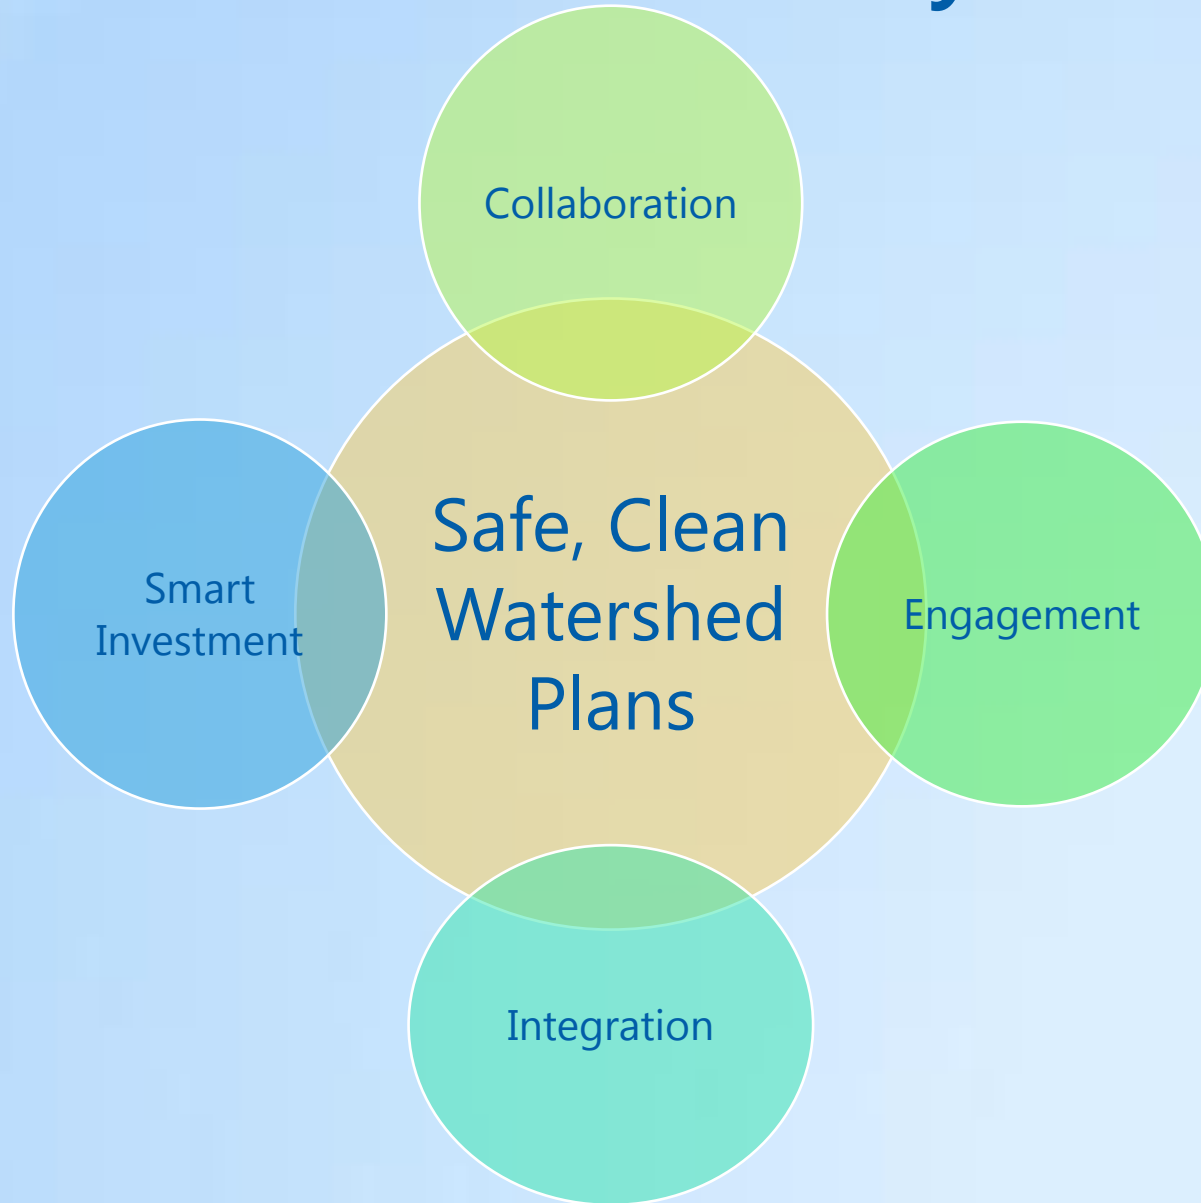 Collaboration
Safe, Clean
Watershed
Plans
Smart
Investment
Engagement
Integration